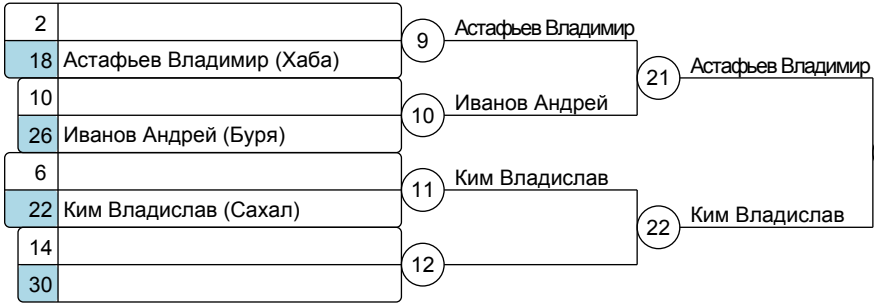 2
18 Астафьев Владимир (Хаба)
9
Астафьев Владимир
10
26 Иванов Андрей (Буря)
10
Иванов Андрей
21
Астафьев Владимир
6
22 Ким Владислав (Сахал)
11
Ким Владислав
14
30
12
22
Ким Владислав